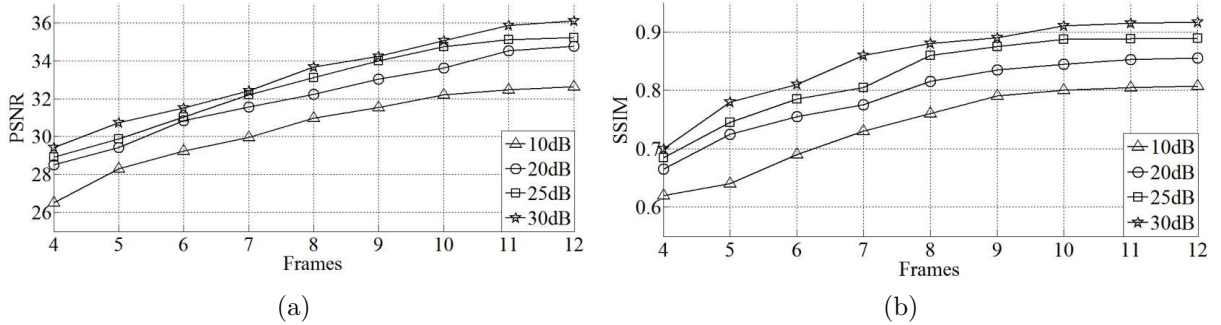 PSNR
36
34
32
30
28
26
4 5 6 7 8 9 10 11 12
Frames
10dB
20dB
25dB
30dB
(a)
SSIM
0.9
0.8
0.7
0.6
4 5 6 7 8 9 10 11 12
Frames
10dB
20dB
25dB
30dB
(b)